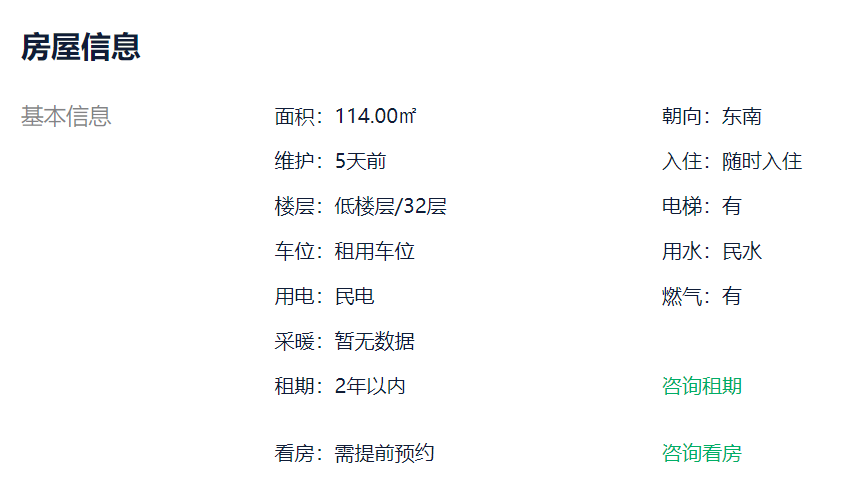 房屋信息
基本信息
面积：114.00㎡ 朝向：东南
维护：5天前 入住：随时入住
楼层：低楼层/32层 电梯：有
车位：租用车位 用水：民水
用电：民电 燃气：有
采暖：暂无数据
租期：2年以内 咨询租期
看房：需提前预约 咨询看房